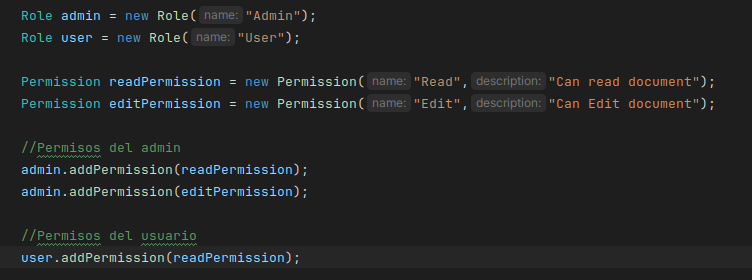 Role admin = new Role( name: "Admin");
Role user = new Role( name: "User");
Permission readPermission = new Permission( name: "Read", description: "Can read document");
Permission editPermission = new Permission( name: "Edit", description: "Can Edit document");
//Permisos del admin
admin.addPermission(readPermission);
admin.addPermission(editPermission);
//Permisos del usuario
user.addPermission(readPermission);